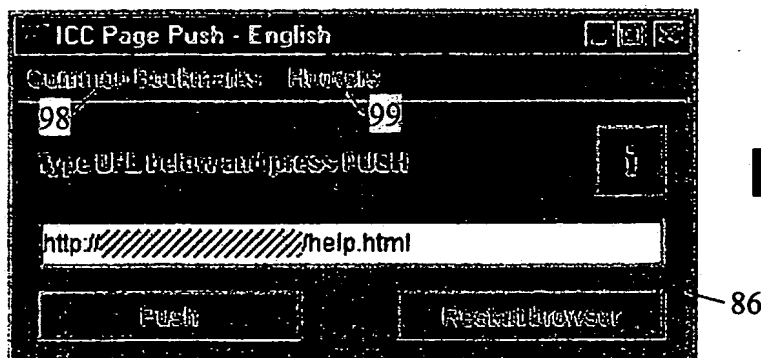 ICC Page Push - English
Common Bookmarks
98 99
Type URL below and press PUSH
i
http:// /help.html
Push Restart browser
86